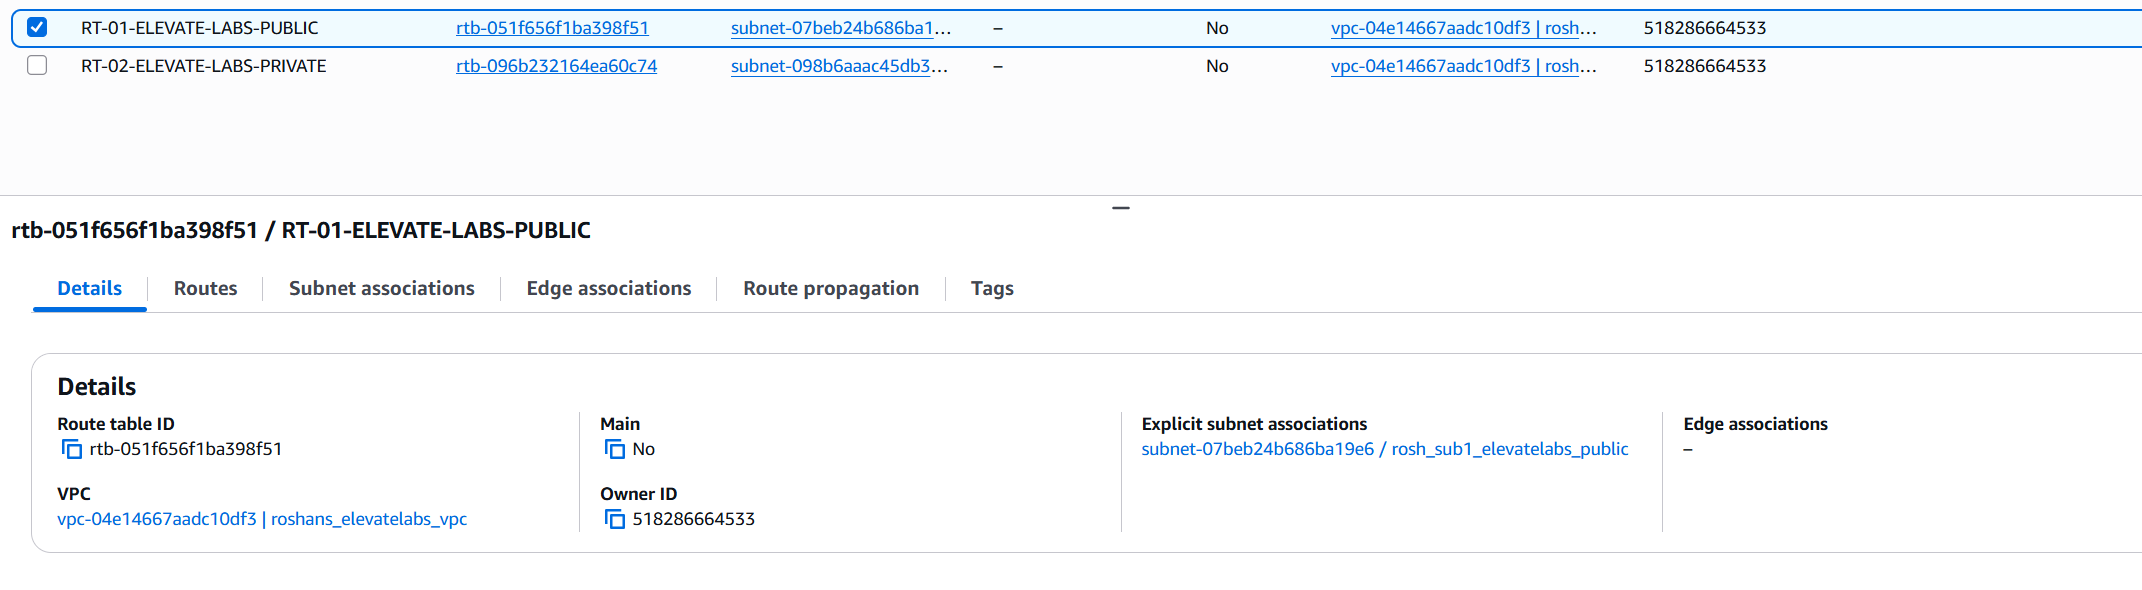 RT-01-ELEVATE-LABS-PUBLIC rtb-051f656f1ba398f51 subnet-07beb24b686ba1... – No vpc-04e14667aadc10df3 | rosh... 518286664533
RT-02-ELEVATE-LABS-PRIVATE rtb-096b232164ea60c74 subnet-098b6aaac45db3... – No vpc-04e14667aadc10df3 | rosh... 518286664533
rtb-051f656f1ba398f51 / RT-01-ELEVATE-LABS-PUBLIC
Details Routes Subnet associations Edge associations Route propagation Tags
Details
Route table ID Main Explicit subnet associations Edge associations
rtb-051f656f1ba398f51 No subnet-07beb24b686ba19e6 / rosh_sub1_elevatelabs_public –
VPC Owner ID
vpc-04e14667aadc10df3 | roshans_elevatelabs_vpc 518286664533